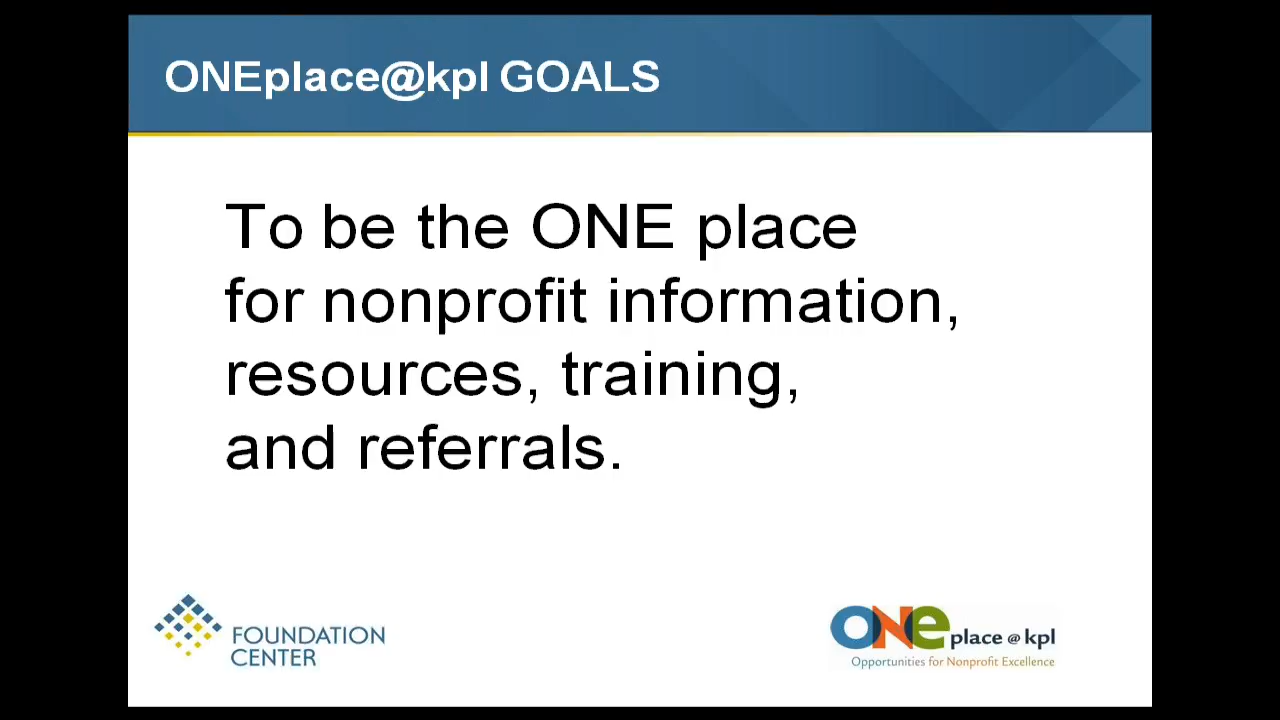 ONEplace@kpl GOALS
To be the ONE place
for nonprofit information,
resources, training,
and referrals.
FOUNDATION
CENTER
ONE place @ kpl
Opportunities for Nonprofit Excellence